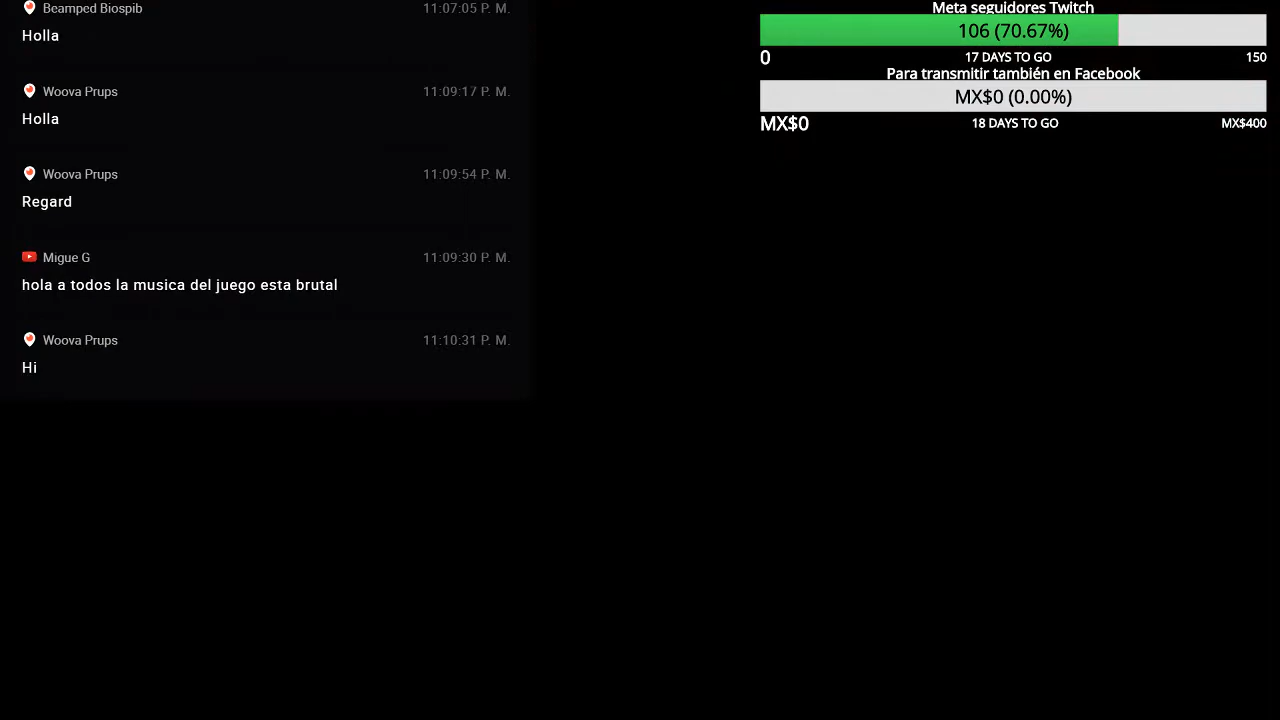 Beamped Biospib 11:07:05 P. M.
Holla
Woova Prups 11:09:17 P. M.
Holla
Woova Prups 11:09:54 P. M.
Regard
Migue G 11:09:30 P. M.
hola a todos la musica del juego esta brutal
Woova Prups 11:10:31 P. M.
Hi
Meta seguidores Twitch
106 (70.67%)
0 17 DAYS TO GO 150
Para transmitir también en Facebook
MX$0 (0.00%)
MX$0 18 DAYS TO GO MX$400